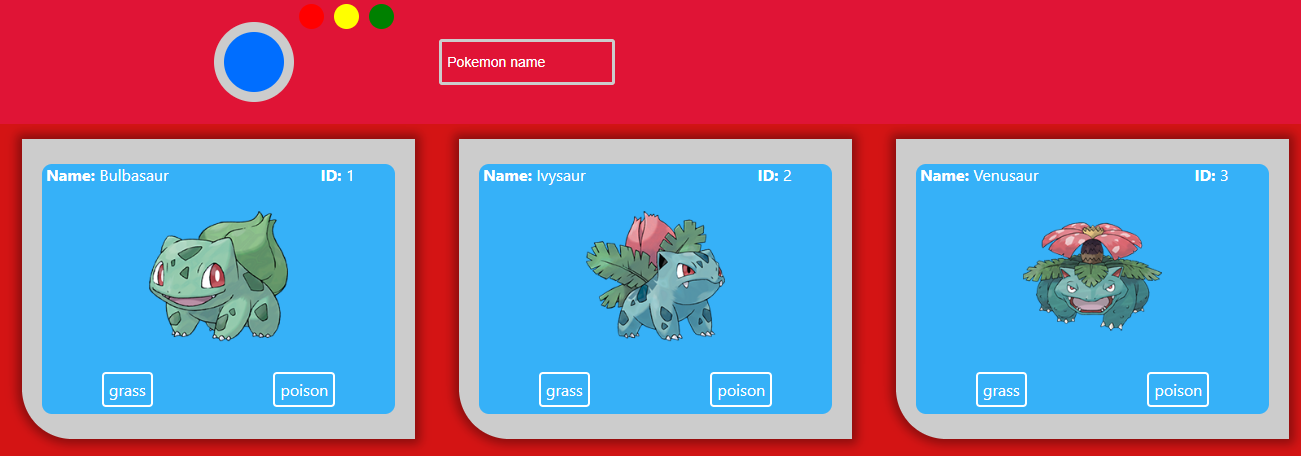 Pokemon name
Name: Bulbasaur ID: 1
grass poison
Name: Ivysaur ID: 2
grass poison
Name: Venusaur ID: 3
grass poison